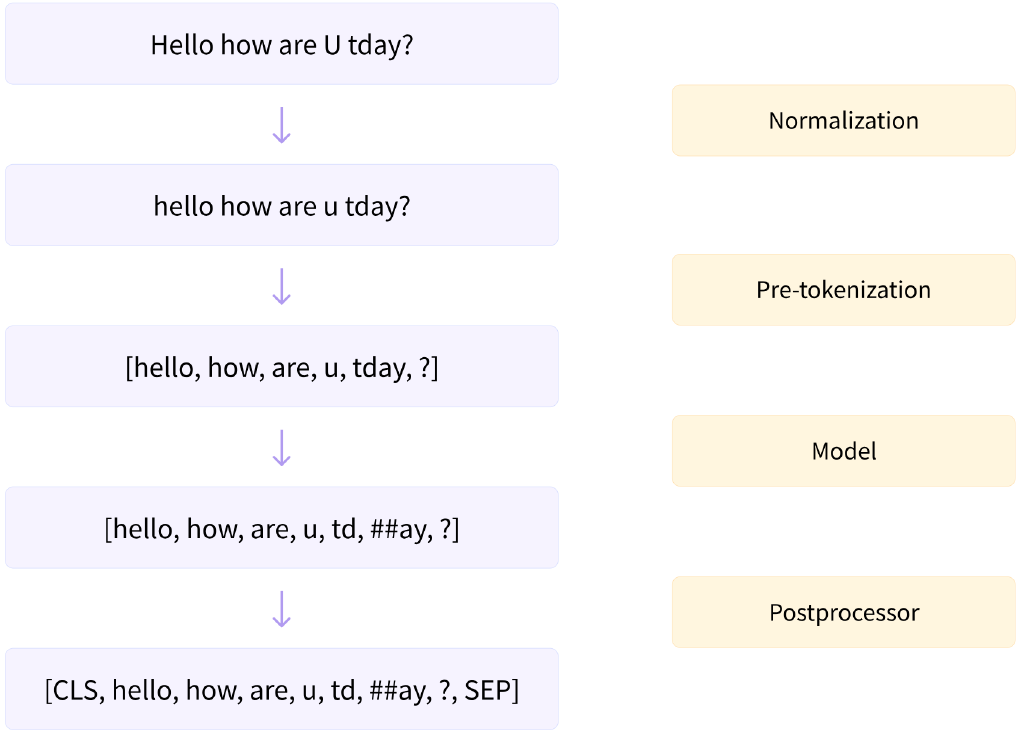 Hello how are U tday?
Normalization
hello how are u tday?
Pre-tokenization
[hello, how, are, u, tday, ?]
Model
[hello, how, are, u, td, ##ay, ?]
Postprocessor
[CLS, hello, how, are, u, td, ##ay, ?, SEP]